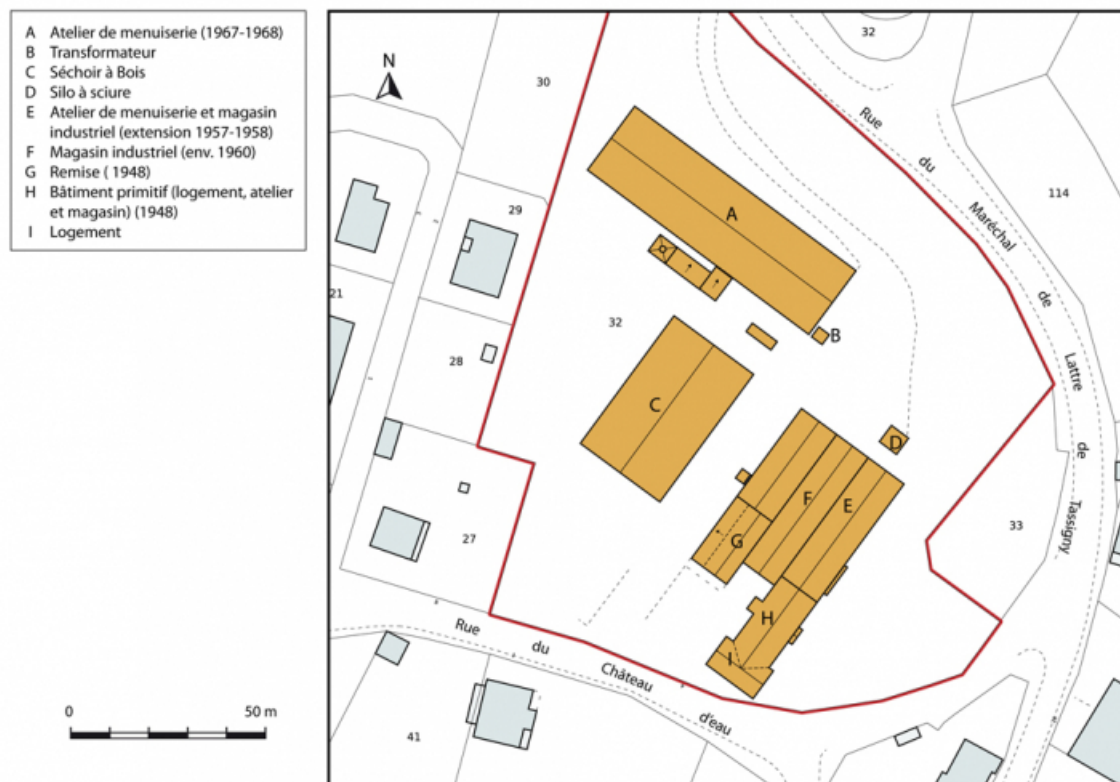 A Atelier de menuiserie (1967-1968)
B Transformateur
C Séchoir à Bois
D Silo à sciure
E Atelier de menuiserie et magasin
industriel (extension 1957-1958)
F Magasin industriel (env. 1960)
G Remise ( 1948)
H Bâtiment primitif (logement, atelier
et magasin) (1948)
I Logement
N
32
30
Rue
du
Maréchal
de
Lattre
de
Tassigny
114
29
A
21
32
B
28
C
D
F
E
33
27
G
H
I
Rue
du
Château
d'eau
41
0 50 m